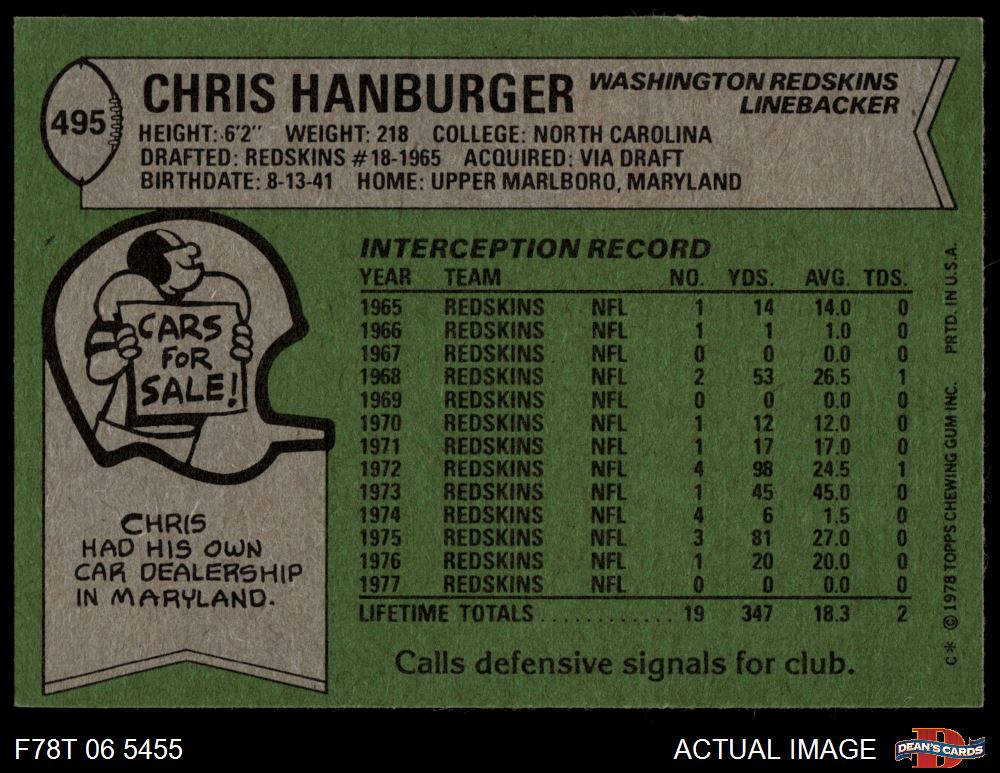 495
CHRIS HANBURGER
WASHINGTON REDSKINS
LINEBACKER
HEIGHT: 6'2" WEIGHT: 218 COLLEGE: NORTH CAROLINA
DRAFTED: REDSKINS #18-1965 ACQUIRED: VIA DRAFT
BIRTHDATE: 8-13-41 HOME: UPPER MARLBORO, MARYLAND
CARS
FOR
SALE!
CHRIS
HAD HIS OWN
CAR DEALERSHIP
IN MARYLAND.
INTERCEPTION RECORD
YEAR TEAM NO. YDS. AVG. TDS.
1965 REDSKINS NFL 1 14 14.0 0
1966 REDSKINS NFL 1 1 1.0 0
1967 REDSKINS NFL 0 0 0.0 0
1968 REDSKINS NFL 2 53 26.5 1
1969 REDSKINS NFL 0 0 0.0 0
1970 REDSKINS NFL 1 12 12.0 0
1971 REDSKINS NFL 1 17 17.0 0
1972 REDSKINS NFL 4 98 24.5 1
1973 REDSKINS NFL 1 45 45.0 0
1974 REDSKINS NFL 4 6 1.5 0
1975 REDSKINS NFL 3 81 27.0 0
1976 REDSKINS NFL 1 20 20.0 0
1977 REDSKINS NFL 0 0 0.0 0
LIFETIME TOTALS............ 19 347 18.3 2
Calls defensive signals for club.
C* ©1978 TOPPS CHEWING GUM INC. PRTD. IN U.S.A.
F78T 06 5455
ACTUAL IMAGE
D
DEAN'S CARDS